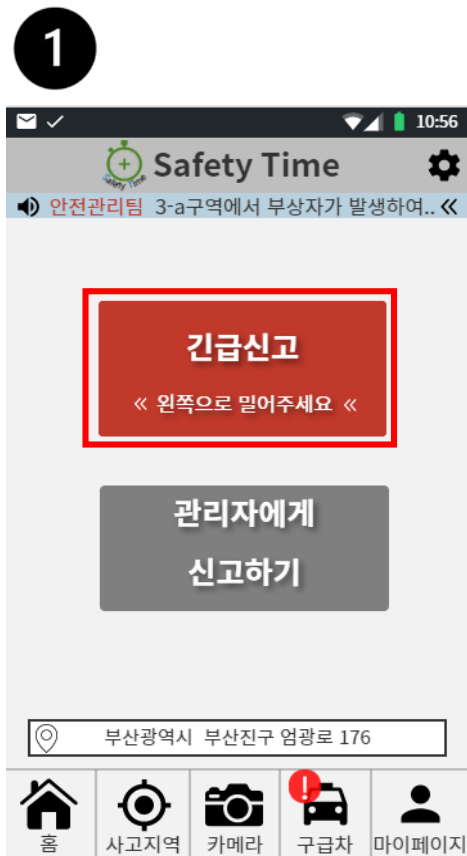 1
10:56
Safety Time
Safety Time
안전관리팀 3-a구역에서 부상자가 발생하여.. «
긴급신고
« 왼쪽으로 밀어주세요 «
관리자에게
신고하기
부산광역시 부산진구 엄광로 176
홈 사고지역 카메라 구급차 마이페이지